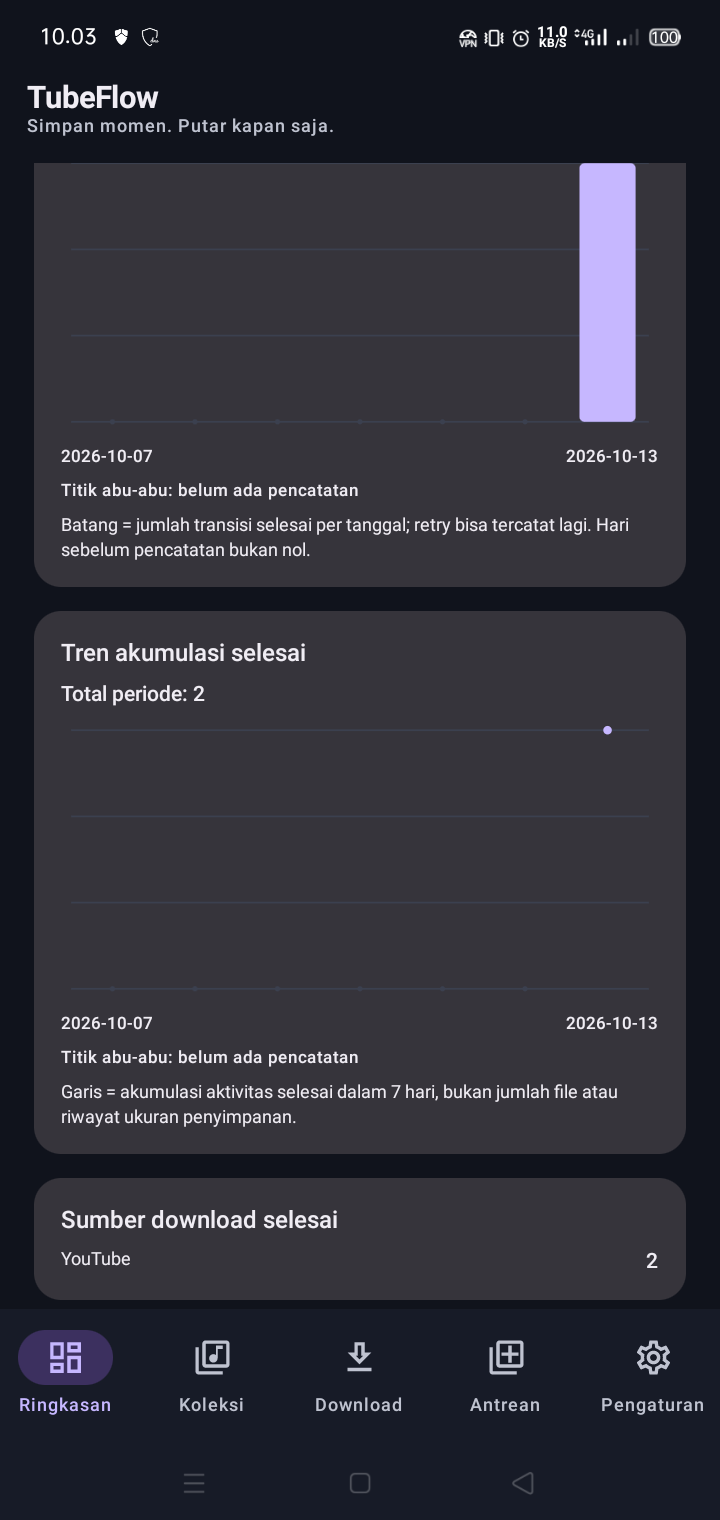 10.03
VPN
11.0
KB/S
4G
100
TubeFlow
Simpan momen. Putar kapan saja.
2026-10-07
2026-10-13
Titik abu-abu: belum ada pencatatan
Batang = jumlah transisi selesai per tanggal; retry bisa tercatat lagi. Hari
sebelum pencatatan bukan nol.
Tren akumulasi selesai
Total periode: 2
2026-10-07
2026-10-13
Titik abu-abu: belum ada pencatatan
Garis = akumulasi aktivitas selesai dalam 7 hari, bukan jumlah file atau
riwayat ukuran penyimpanan.
Sumber download selesai
YouTube
2
Ringkasan
Koleksi
Download
Antrean
Pengaturan